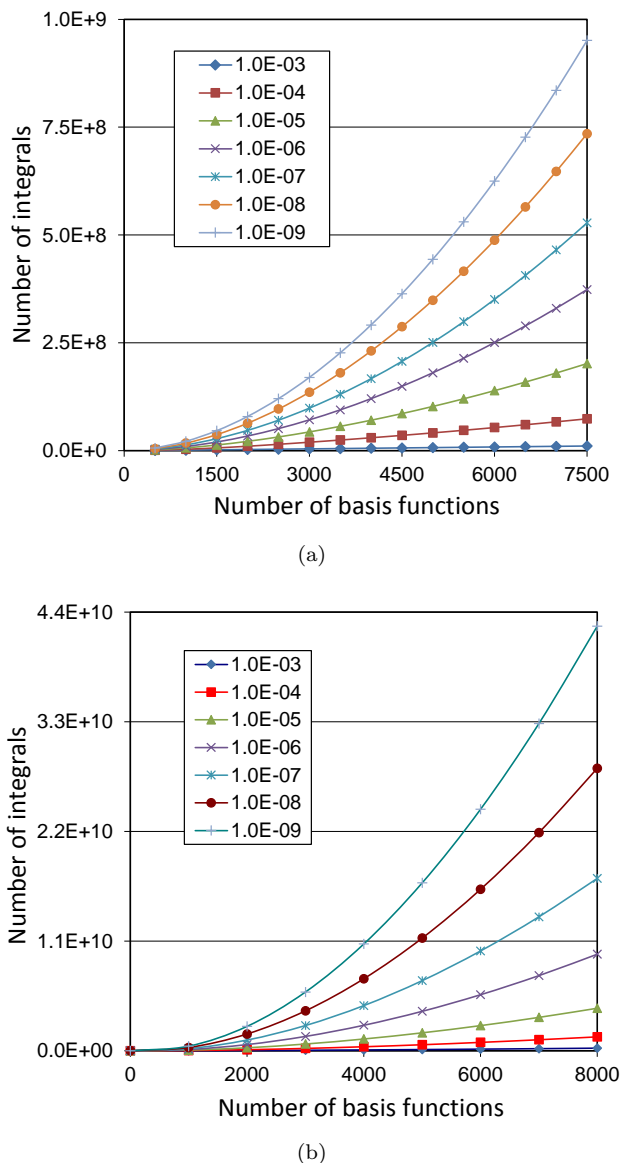 1.0E+9
7.5E+8
5.0E+8
2.5E+8
0.0E+0
Number of integrals
1.0E-03
1.0E-04
1.0E-05
1.0E-06
1.0E-07
1.0E-08
1.0E-09
0 1500 3000 4500 6000 7500
Number of basis functions
(a)
4.4E+10
3.3E+10
2.2E+10
1.1E+10
0.0E+00
Number of integrals
1.0E-03
1.0E-04
1.0E-05
1.0E-06
1.0E-07
1.0E-08
1.0E-09
0 2000 4000 6000 8000
Number of basis functions
(b)